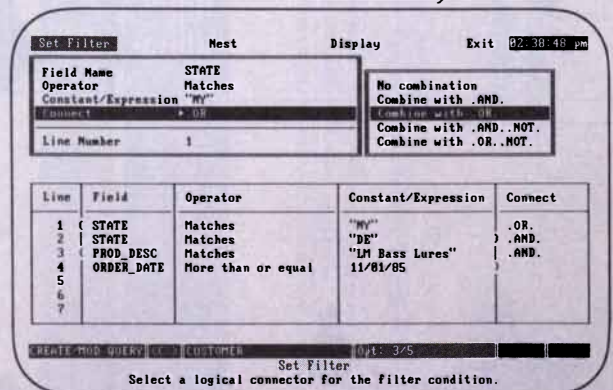 Set Filter Nest Display Exit 02:38:48 pm
Field Name STATE
Operator Matches
Constant/Expression "MY"
Connect ► .OR.
Line Number 1
No combination
Combine with .AND.
Combine with .OR.
Combine with .AND..NOT.
Combine with .OR..NOT.
Line Field Operator Constant/Expression Connect
1 ( STATE Matches "MY" .OR.
2 | STATE Matches "DE" ) .AND.
3 ( PROD_DESC Matches "LM Bass Lures" | .AND.
4 ORDER_DATE More than or equal 11/01/85 )
5
6
7
CREATE/MOD QUERY CUSTOMER Opt: 3/5
Set Filter
Select a logical connector for the filter condition.